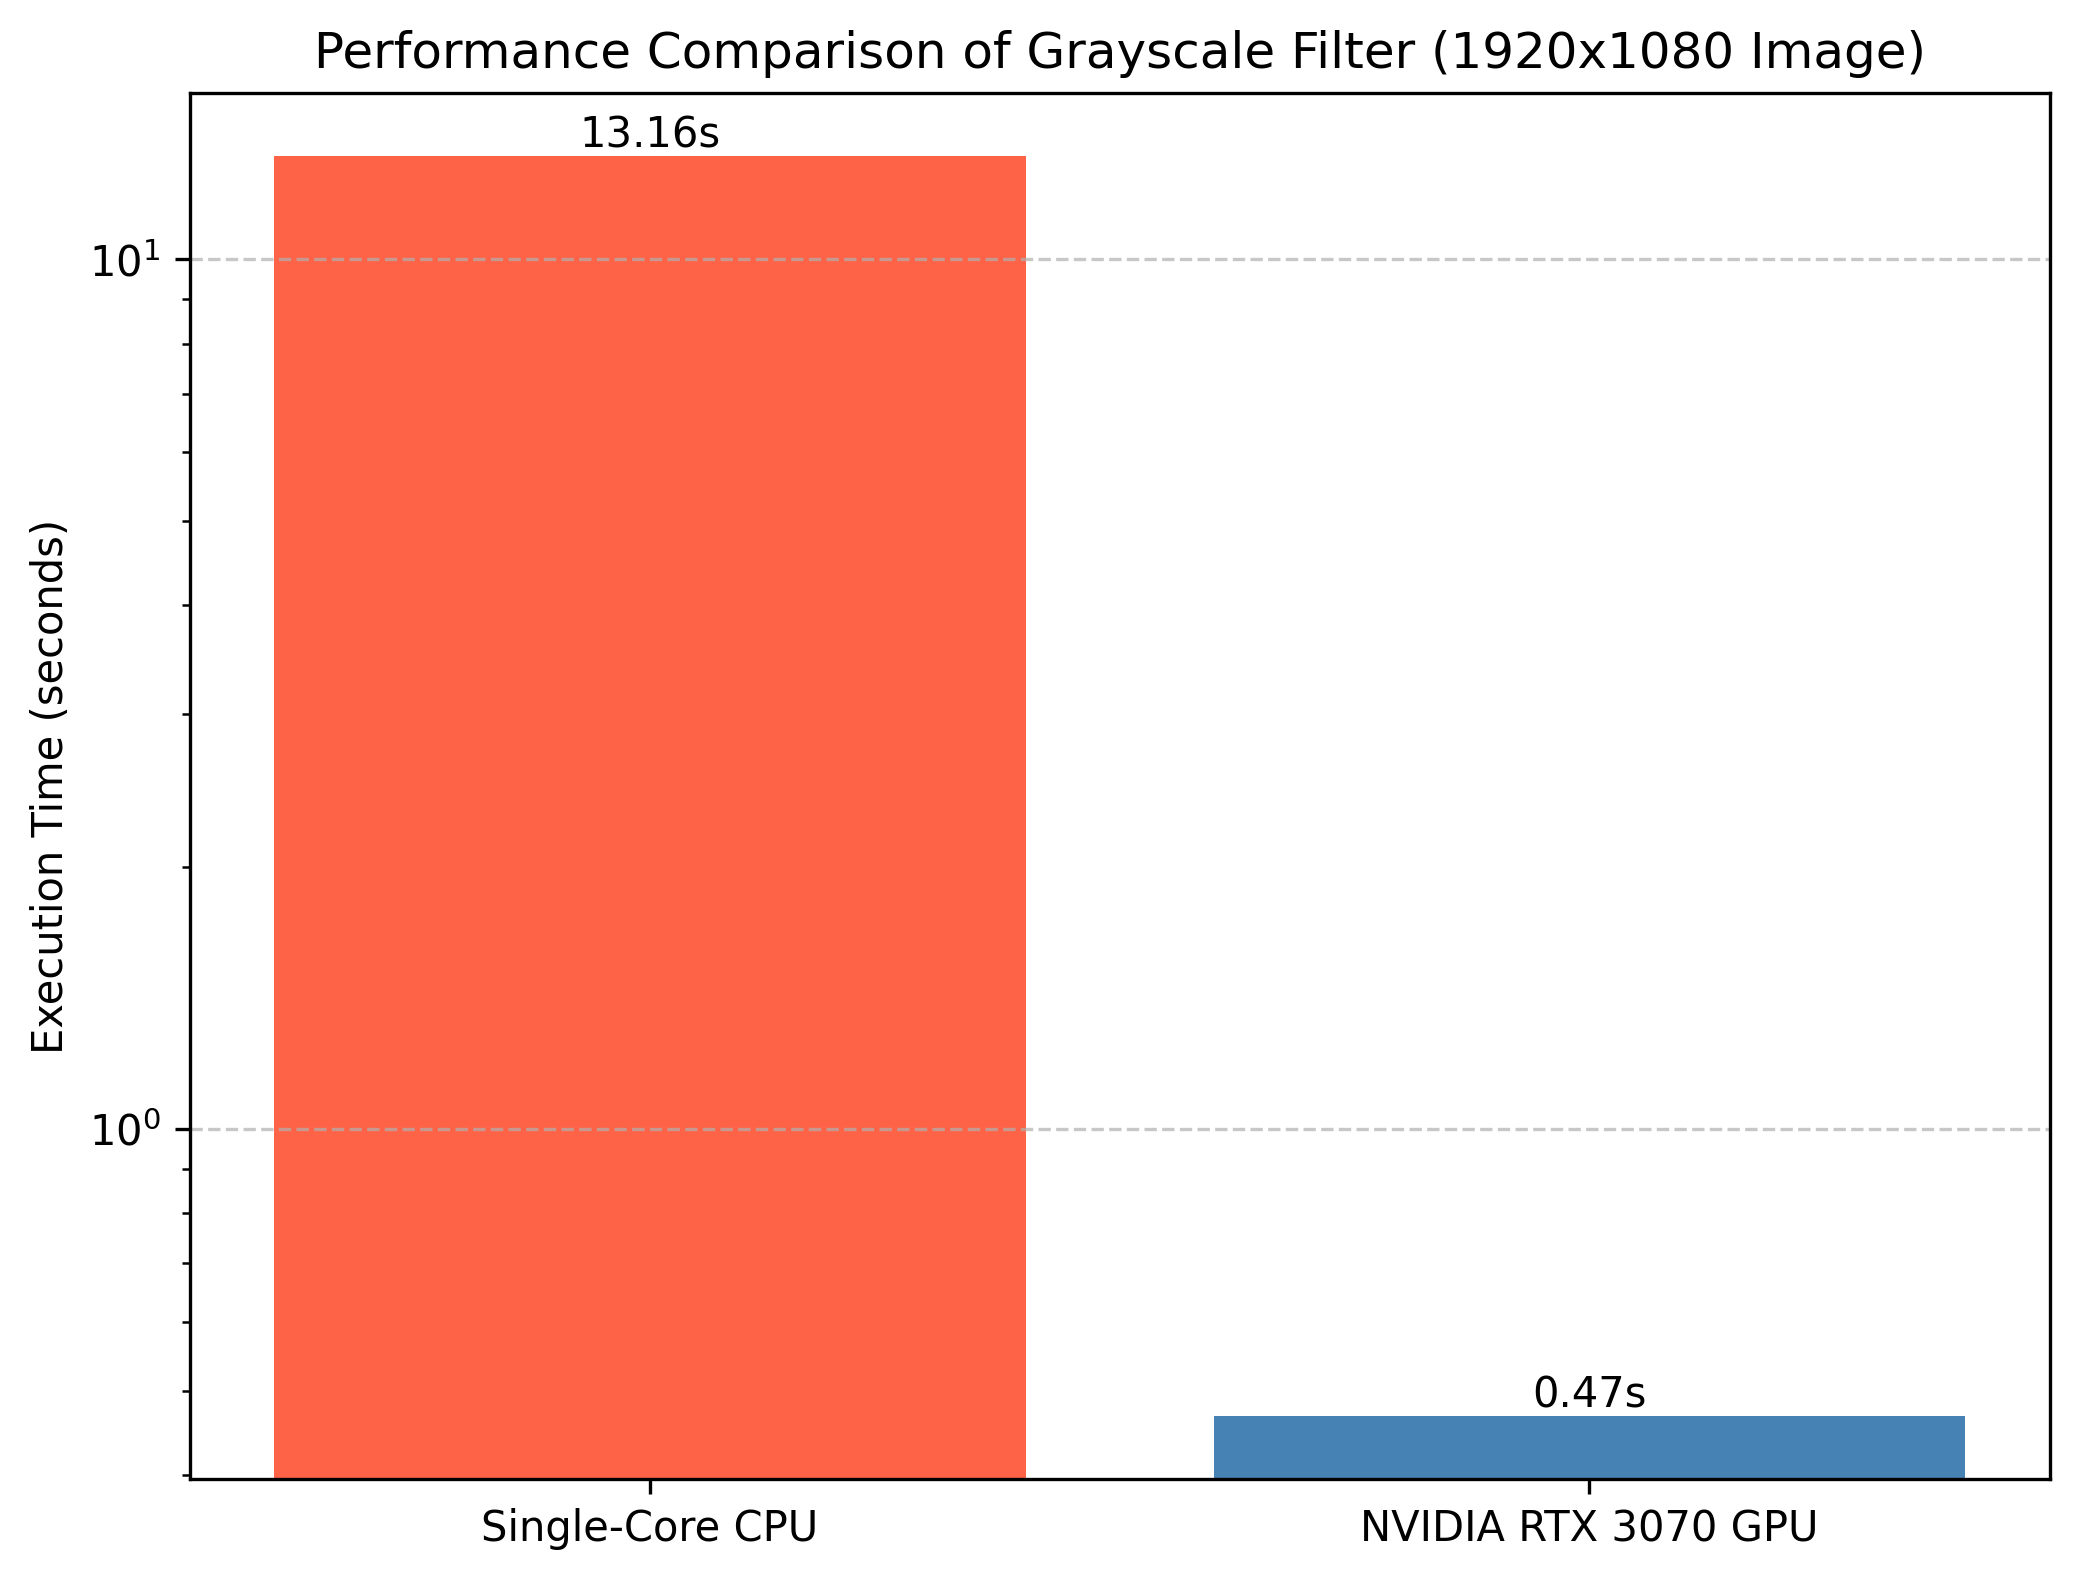 Performance Comparison of Grayscale Filter (1920x1080 Image)
13.16s
10¹
Execution Time (seconds)
10⁰
0.47s
Single-Core CPU
NVIDIA RTX 3070 GPU